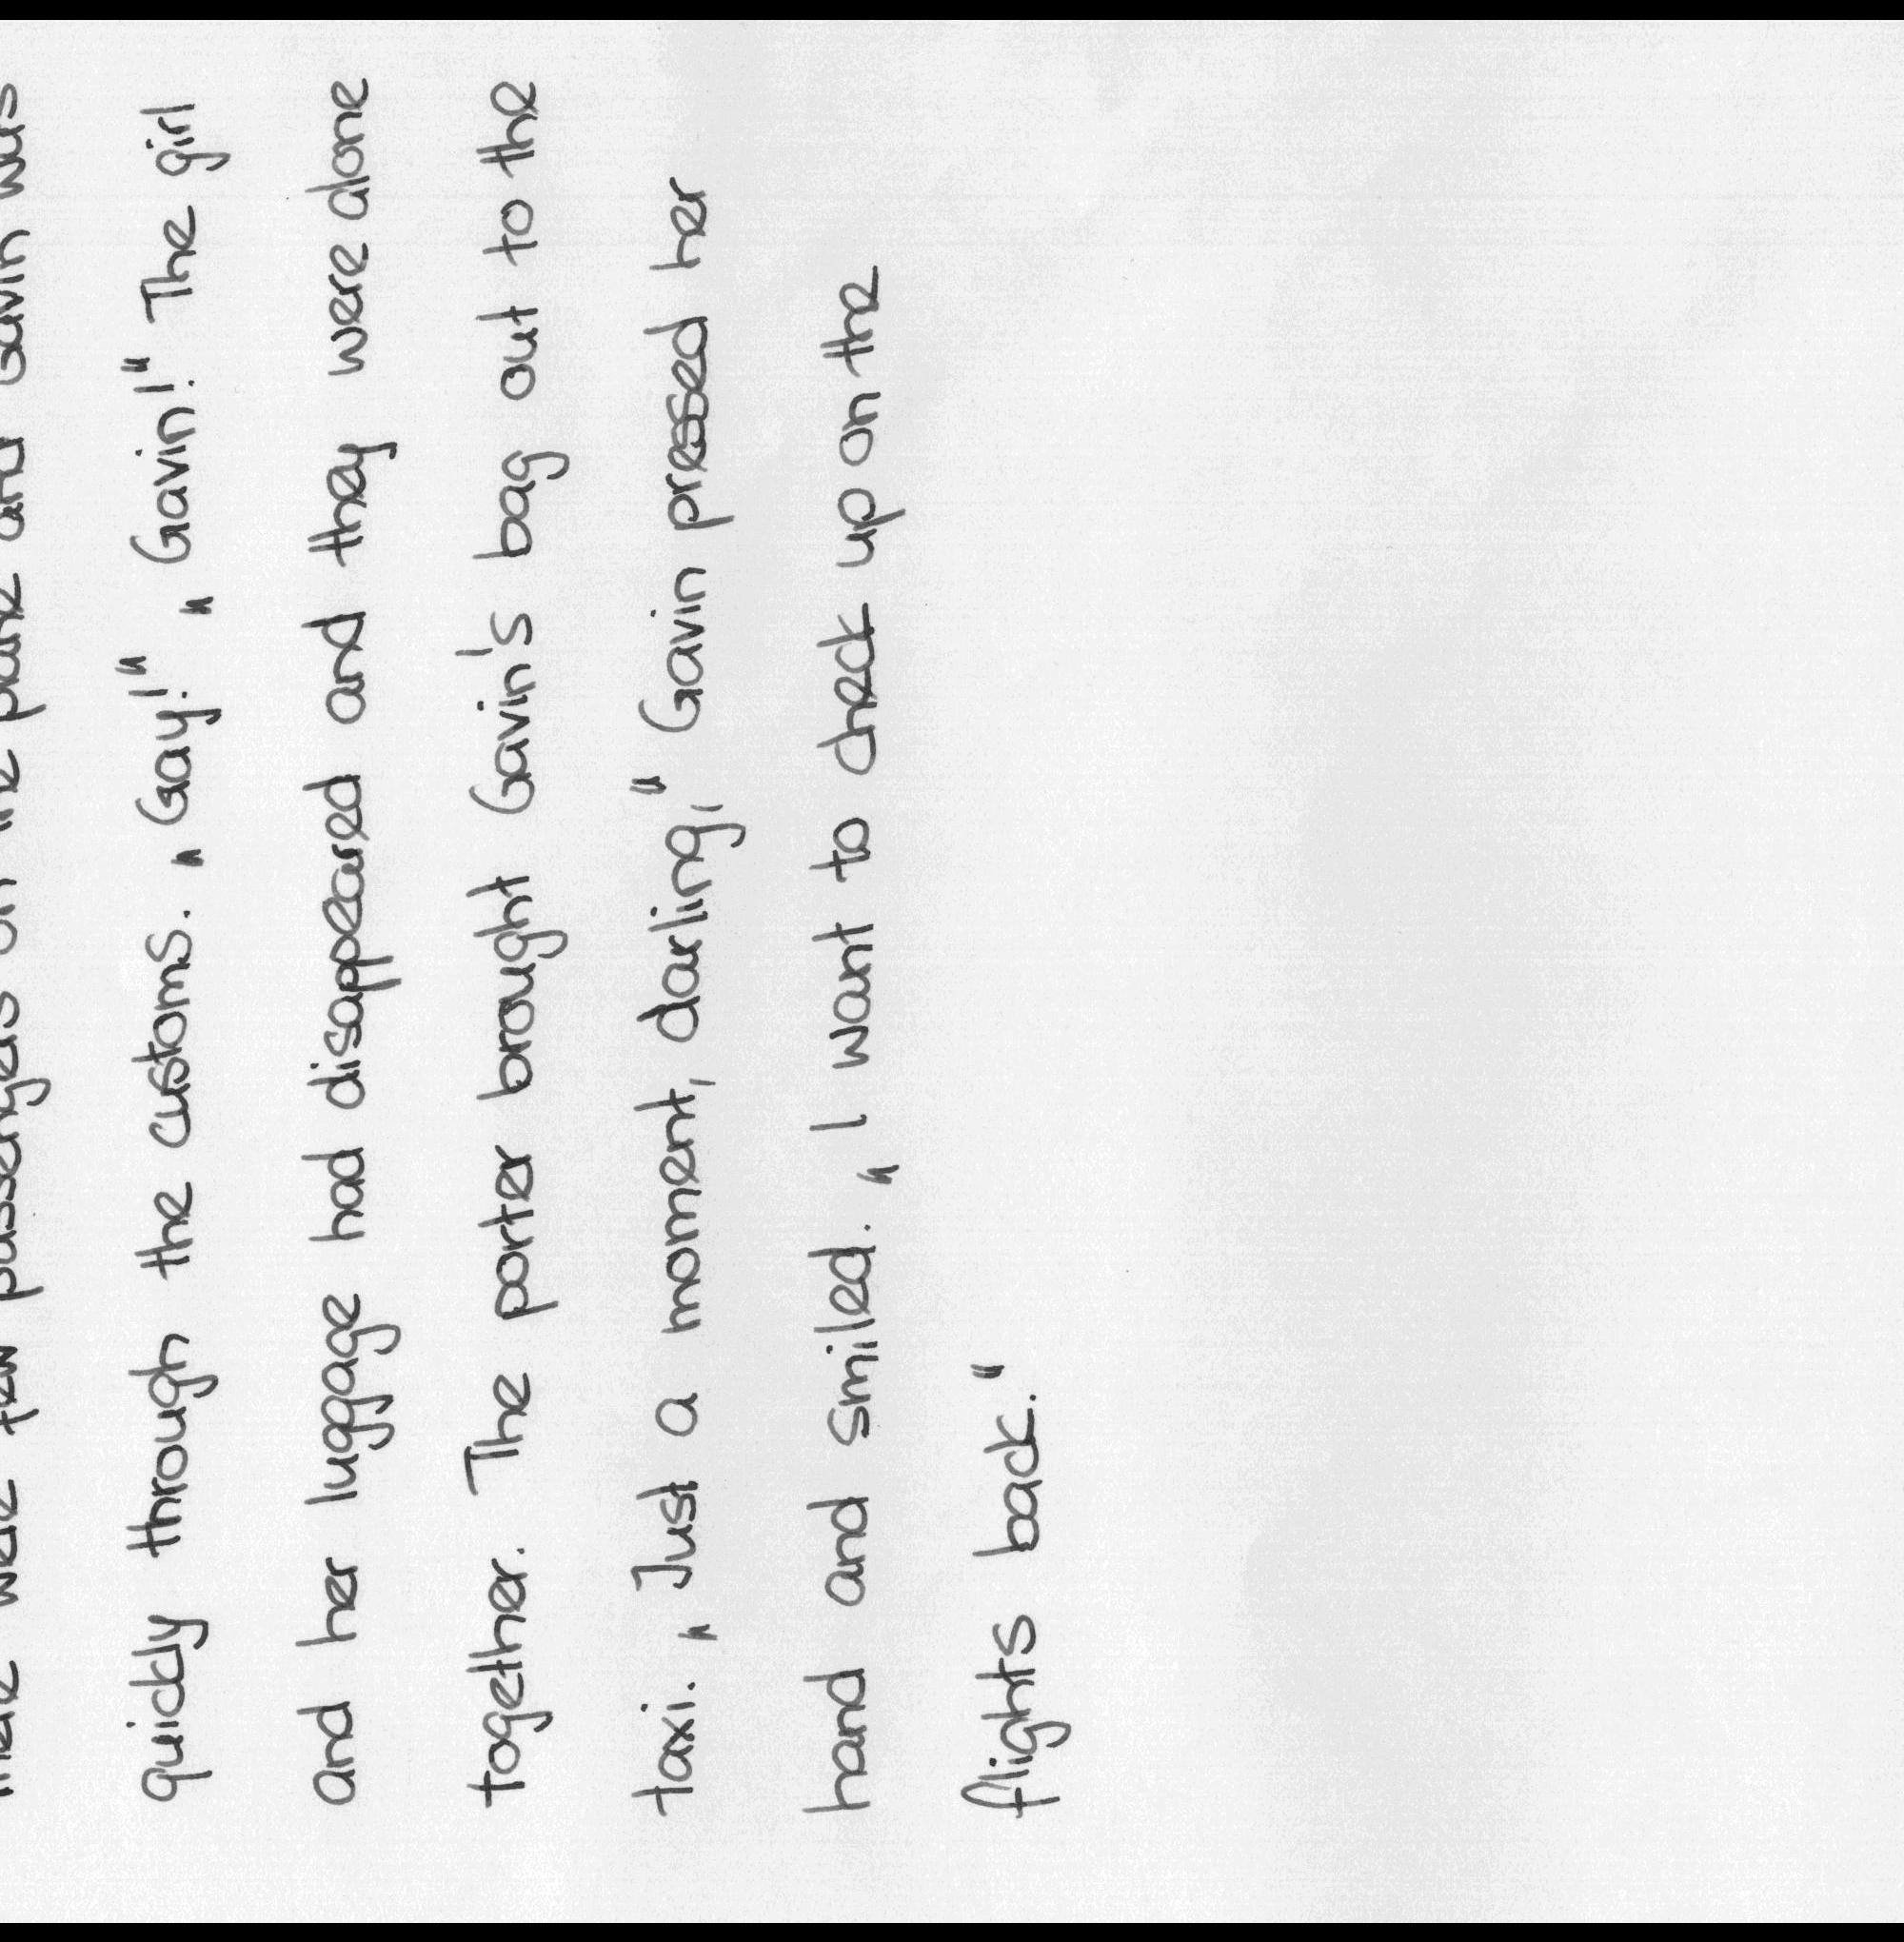 There were few passengers on the plane and Gavin was
quickly through the customs. „Gay!" „Gavin!" The girl
and her luggage had disappeared and they were alone
together. The porter brought Gavin's bag out to the
taxi. „Just a moment, darling," Gavin pressed her
hand and smiled. „I want to check up on the
flights back."